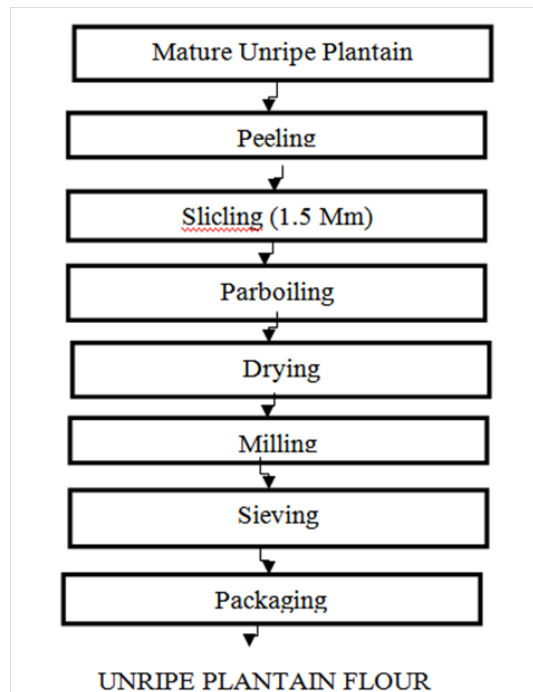 Mature Unripe Plantain
Peeling
Slicling (1.5 Mm)
Parboiling
Drying
Milling
Sieving
Packaging
UNRIPE PLANTAIN FLOUR